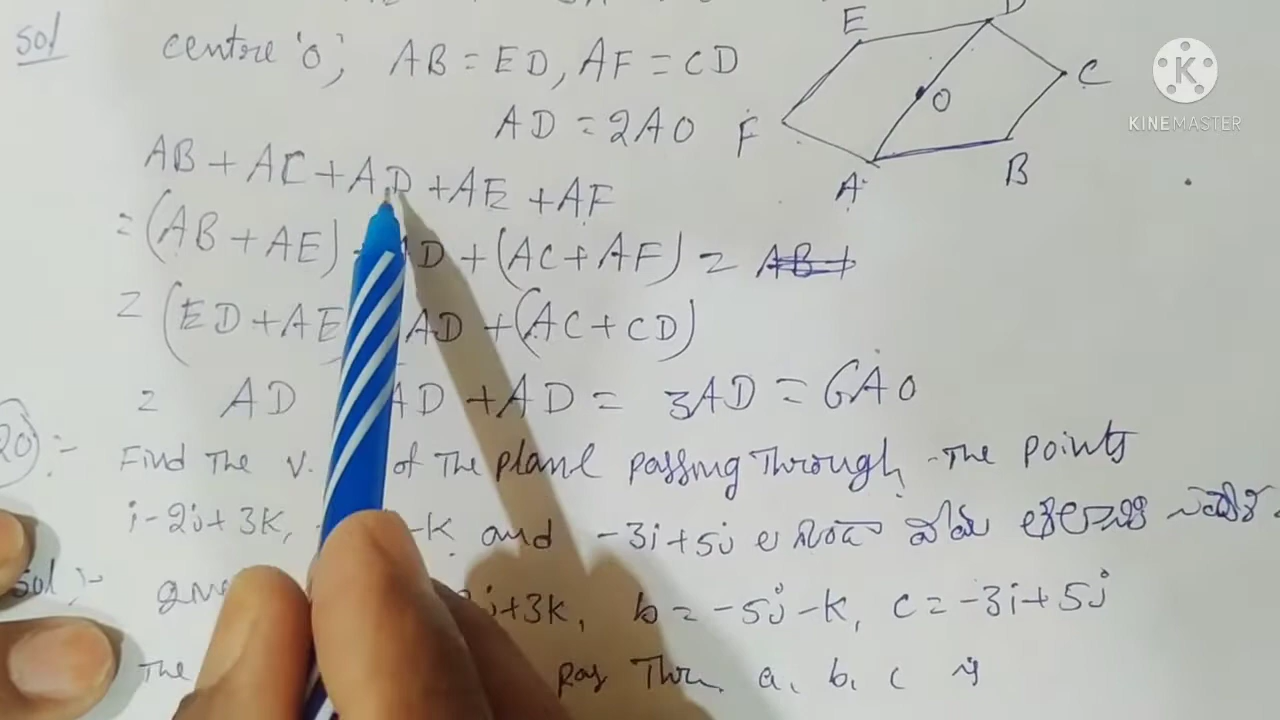 sol centre 'o', AB = ED, AF = CD
AD = 2AO
E
D
C
O
F
A
B
K
KINEMASTER
AB + AC + AD + AE + AF
= (AB + AE) AD + (AC + AF) = AB +
= (ED + AE AD + (AC + CD)
= AD AD + AD = 3AD = 6AO
20) :- Find The V. of The plane passing Through The points
i - 2j + 3k, - k and -3i + 5j
sol :- j + 3k, b = -5j - k, c = -3i + 5j
The pas Thru a, b, c is